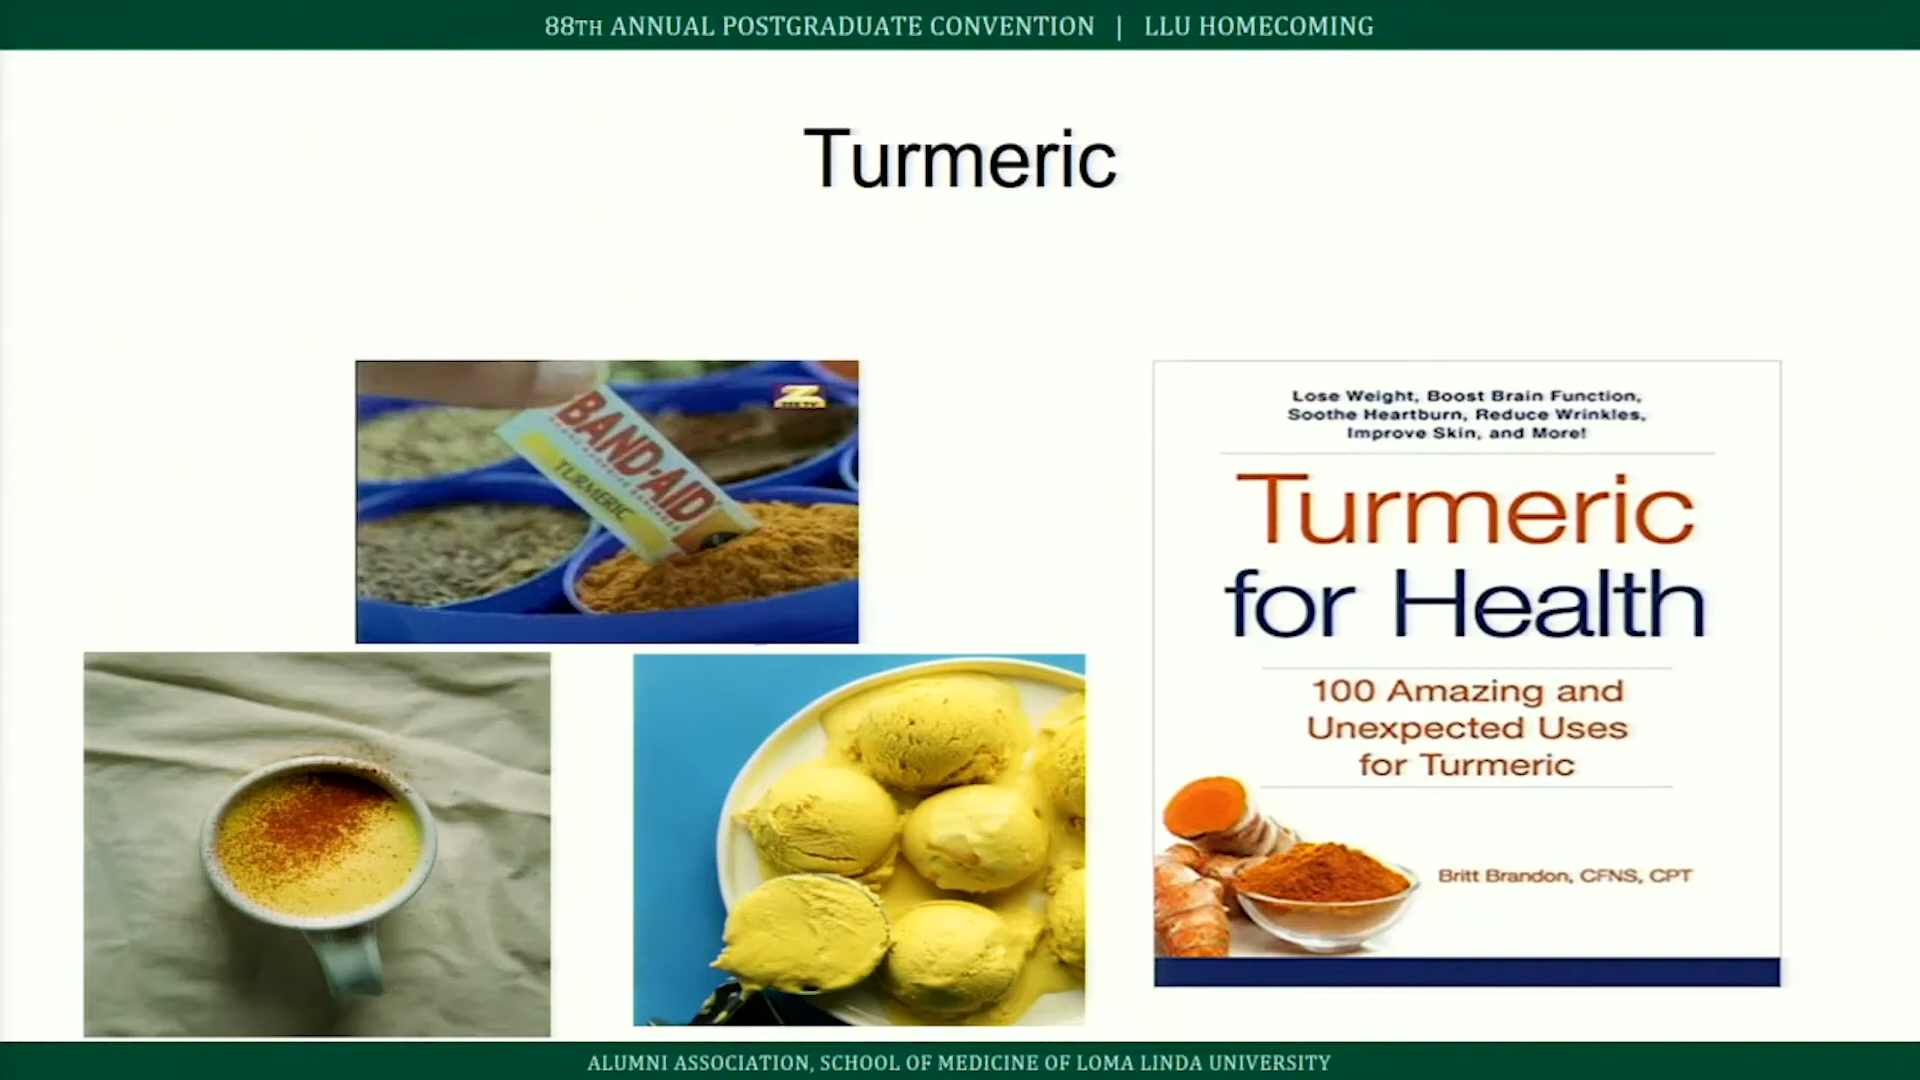 88TH ANNUAL POSTGRADUATE CONVENTION | LLU HOMECOMING
Turmeric
BAND-AID
TURMERIC
Lose Weight, Boost Brain Function,
Soothe Heartburn, Reduce Wrinkles,
Improve Skin, and More!
Turmeric
for Health
100 Amazing and
Unexpected Uses
for Turmeric
Britt Brandon, CFNS, CPT
ALUMNI ASSOCIATION, SCHOOL OF MEDICINE OF LOMA LINDA UNIVERSITY